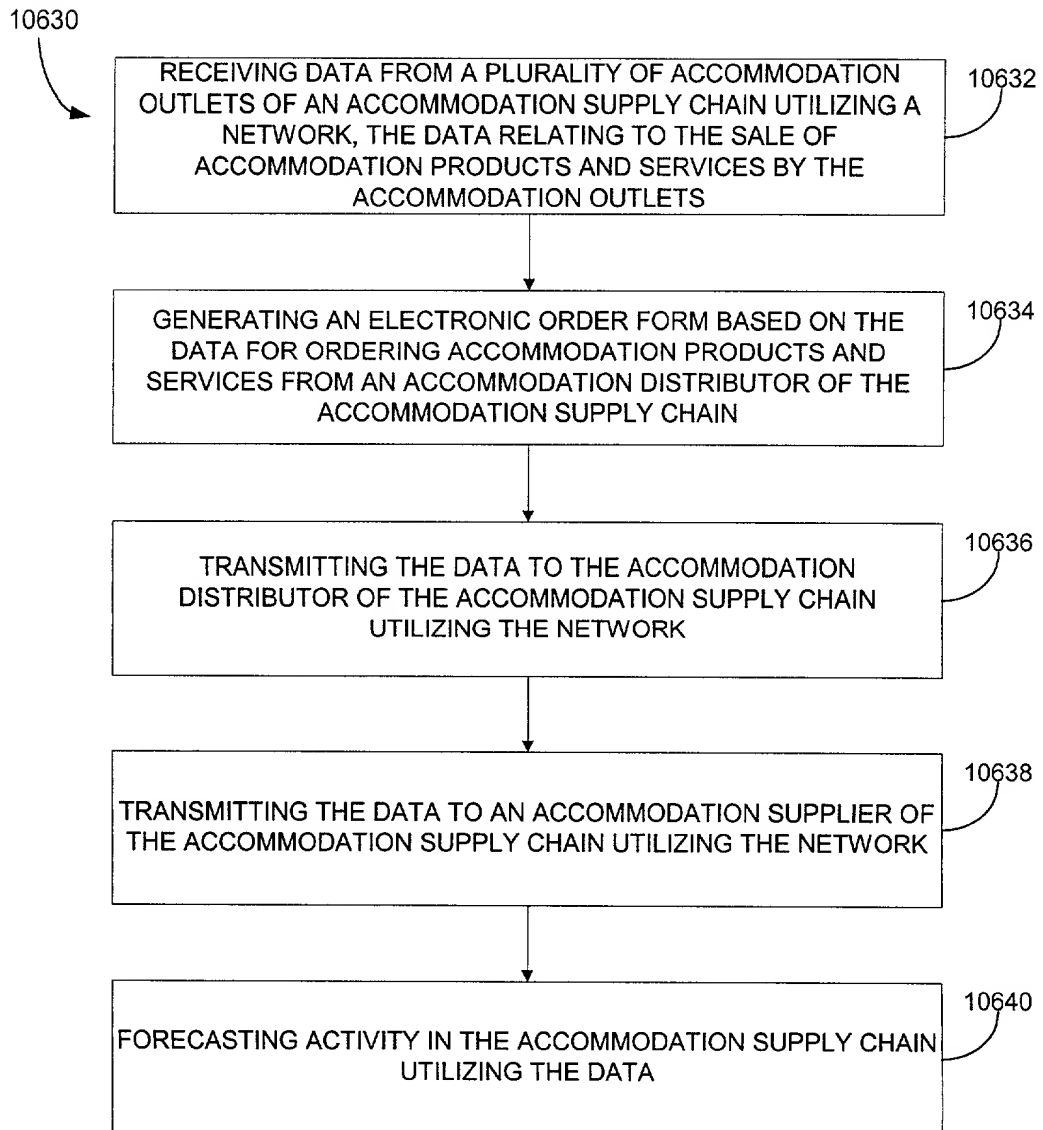 10630
RECEIVING DATA FROM A PLURALITY OF ACCOMMODATION
OUTLETS OF AN ACCOMMODATION SUPPLY CHAIN UTILIZING A
NETWORK, THE DATA RELATING TO THE SALE OF
ACCOMMODATION PRODUCTS AND SERVICES BY THE
ACCOMMODATION OUTLETS
10632
GENERATING AN ELECTRONIC ORDER FORM BASED ON THE
DATA FOR ORDERING ACCOMMODATION PRODUCTS AND
SERVICES FROM AN ACCOMMODATION DISTRIBUTOR OF THE
ACCOMMODATION SUPPLY CHAIN
10634
TRANSMITTING THE DATA TO THE ACCOMMODATION
DISTRIBUTOR OF THE ACCOMMODATION SUPPLY CHAIN
UTILIZING THE NETWORK
10636
TRANSMITTING THE DATA TO AN ACCOMMODATION SUPPLIER OF
THE ACCOMMODATION SUPPLY CHAIN UTILIZING THE NETWORK
10638
FORECASTING ACTIVITY IN THE ACCOMMODATION SUPPLY CHAIN
UTILIZING THE DATA
10640